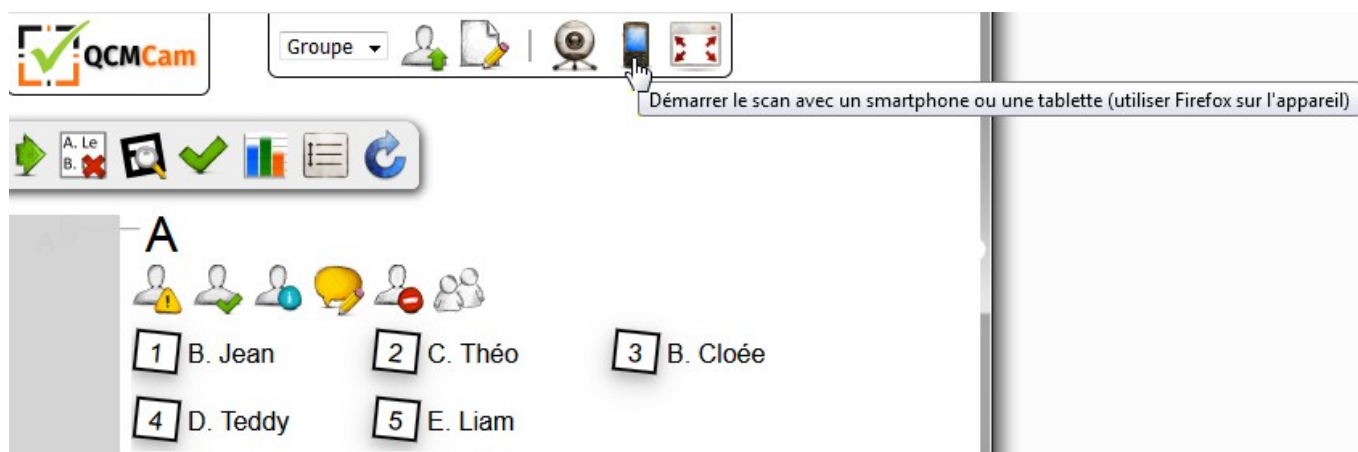 QCMCam
Groupe
Démarrer le scan avec un smartphone ou une tablette (utiliser Firefox sur l'appareil)
A. Le
B.
A
A
1 B. Jean
2 C. Théo
3 B. Cloée
4 D. Teddy
5 E. Liam